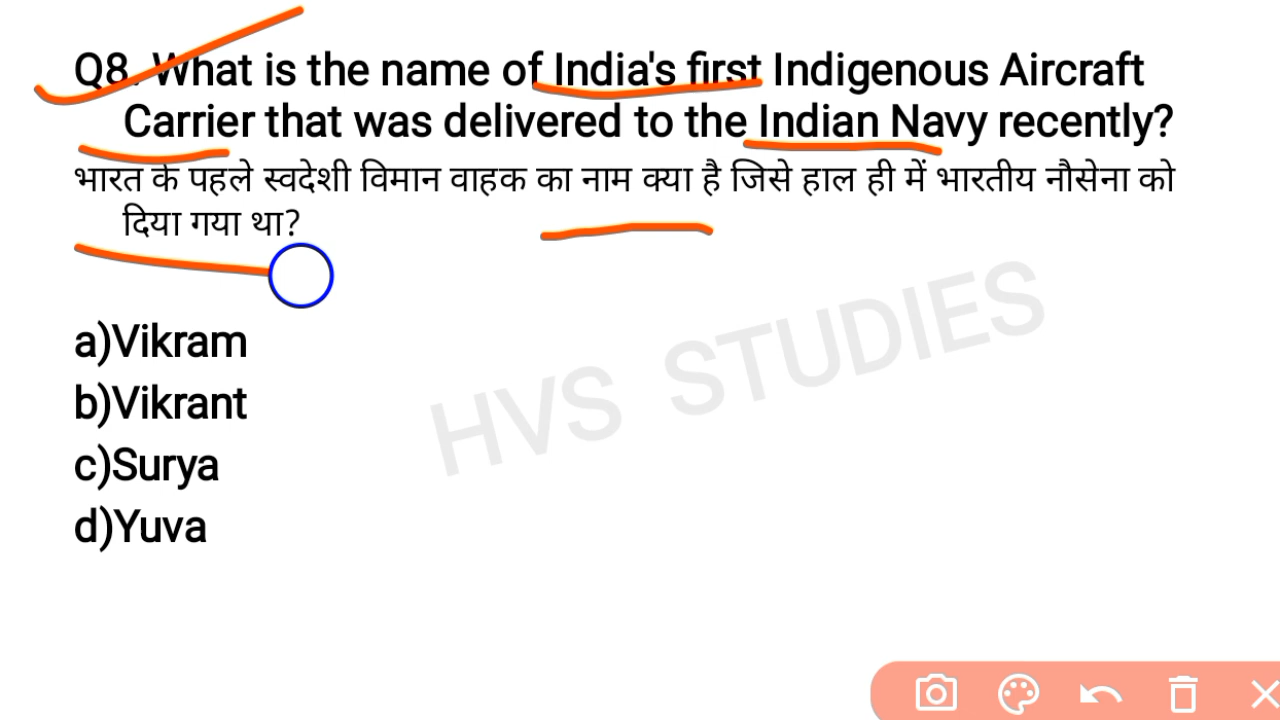 Q8. What is the name of India's first Indigenous Aircraft
Carrier that was delivered to the Indian Navy recently?
भारत के पहले स्वदेशी विमान वाहक का नाम क्या है जिसे हाल ही में भारतीय नौसेना को
दिया गया था?
a)Vikram
b)Vikrant
c)Surya
d)Yuva
HVS STUDIES